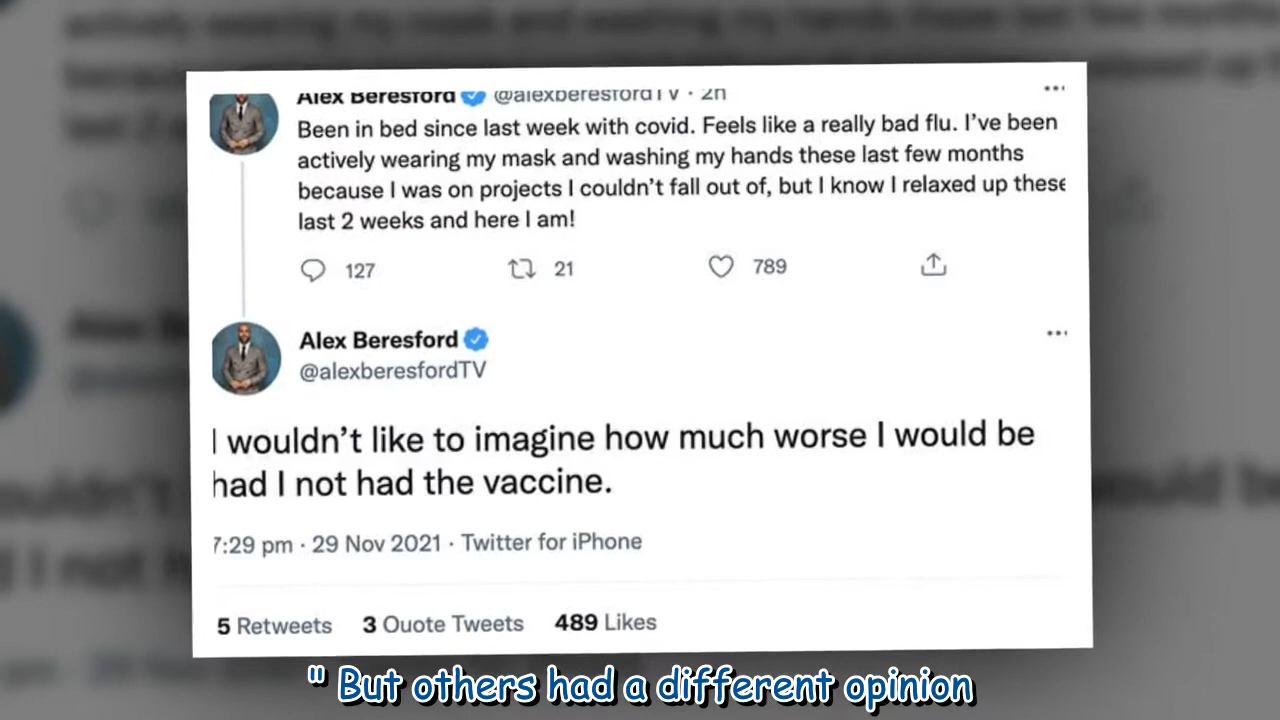 Alex Beresford @alexberesfordTV · 2h
Been in bed since last week with covid. Feels like a really bad flu. I've been
actively wearing my mask and washing my hands these last few months
because I was on projects I couldn't fall out of, but I know I relaxed up these
last 2 weeks and here I am!
127 21 789
Alex Beresford
@alexberesfordTV
I wouldn't like to imagine how much worse I would be
had I not had the vaccine.
7:29 pm · 29 Nov 2021 · Twitter for iPhone
5 Retweets 3 Quote Tweets 489 Likes
" But others had a different opinion